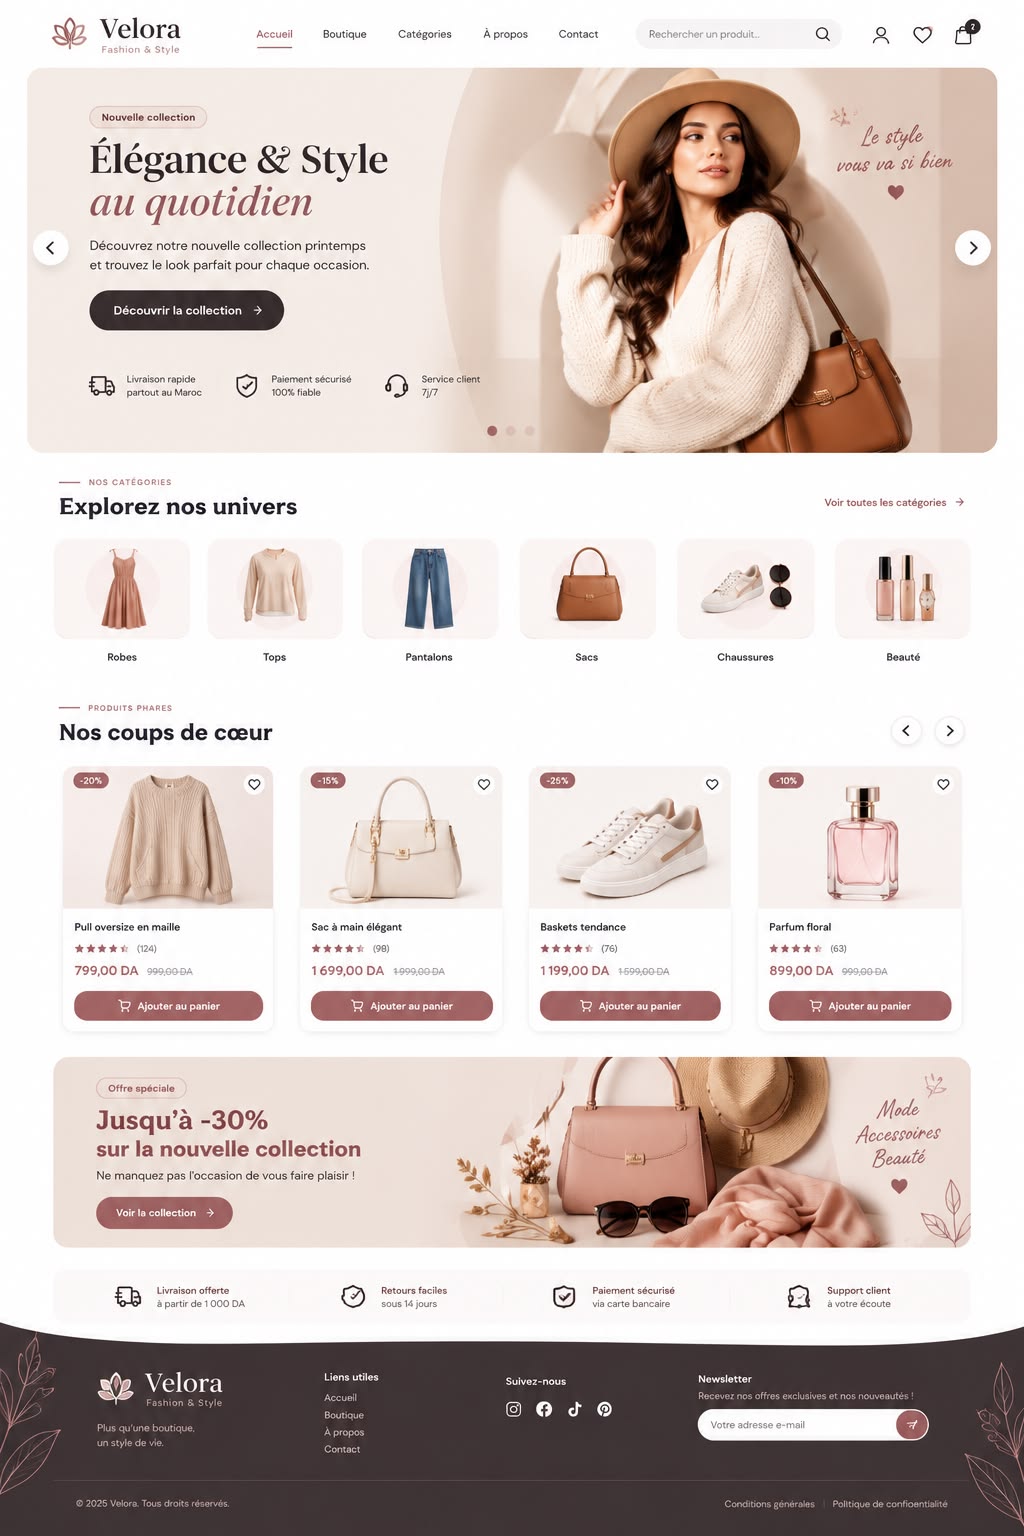 Velora
Fashion & Style
Accueil
Boutique
Catégories
À propos
Contact
Rechercher un produit...
2
Nouvelle collection
Élégance & Style
au quotidien
Découvrez notre nouvelle collection printemps
et trouvez le look parfait pour chaque occasion.
Découvrir la collection
Livraison rapide
partout au Maroc
Paiement sécurisé
100% fiable
Service client
7j/7
Le style
vous va si bien
NOS CATÉGORIES
Explorez nos univers
Voir toutes les catégories
Robes
Tops
Pantalons
Sacs
Chaussures
Beauté
PRODUITS PHARES
Nos coups de cœur
-20%
Pull oversize en maille
(124)
799,00 DA 999,00 DA
Ajouter au panier
-15%
Sac à main élégant
(98)
1 699,00 DA 1 999,00 DA
Ajouter au panier
-25%
Baskets tendance
(76)
1 199,00 DA 1 599,00 DA
Ajouter au panier
-10%
Parfum floral
(63)
899,00 DA 999,00 DA
Ajouter au panier
Offre spéciale
Jusqu'à -30%
sur la nouvelle collection
Ne manquez pas l'occasion de vous faire plaisir !
Voir la collection
Mode
Accessoires
Beauté
Livraison offerte
à partir de 1 000 DA
Retours faciles
sous 14 jours
Paiement sécurisé
via carte bancaire
Support client
à votre écoute
Velora
Fashion & Style
Plus qu'une boutique,
un style de vie.
Liens utiles
Accueil
Boutique
À propos
Contact
Suivez-nous
Newsletter
Recevez nos offres exclusives et nos nouveautés !
Votre adresse e-mail
© 2025 Velora. Tous droits réservés.
Conditions générales
Politique de confioentialité